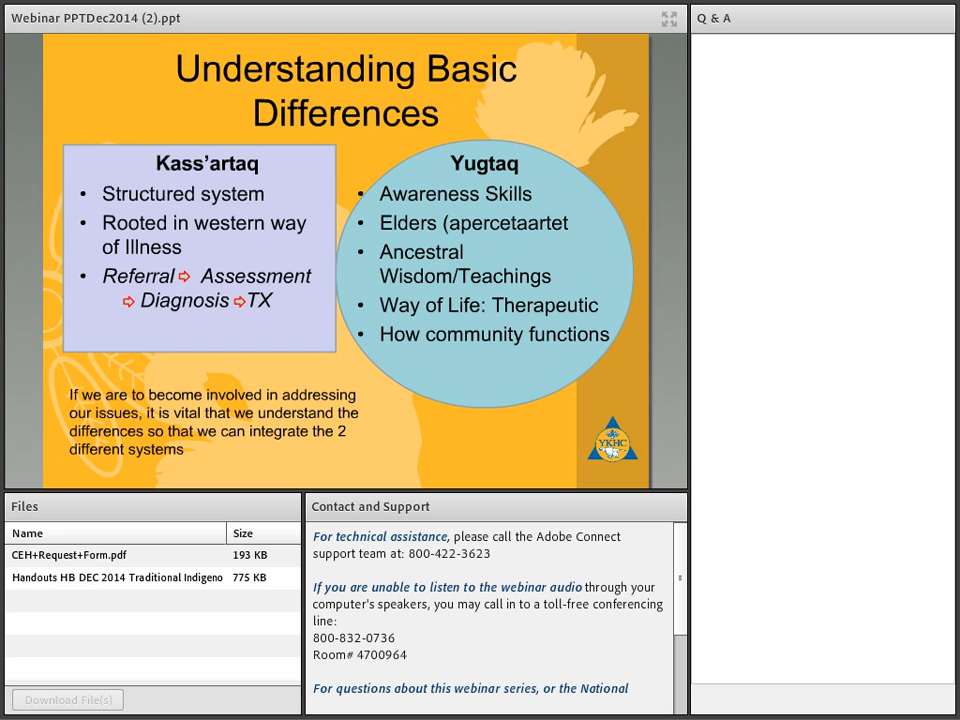 Webinar PPTDec2014 (2).ppt
Understanding Basic
Differences
Kass'artaq
• Structured system
• Rooted in western way
of Illness
• Referral ⇨ Assessment
⇨ Diagnosis ⇨TX
Yugtaq
• Awareness Skills
• Elders (apercetaartet
• Ancestral
Wisdom/Teachings
• Way of Life: Therapeutic
• How community functions
If we are to become involved in addressing
our issues, it is vital that we understand the
differences so that we can integrate the 2
different systems
YKHC
Q & A
Files
Name Size
CEH+Request+Form.pdf 193 KB
Handouts HB DEC 2014 Traditional Indigeno 775 KB
Download File(s)
Contact and Support
For technical assistance, please call the Adobe Connect
support team at: 800-422-3623
If you are unable to listen to the webinar audio through your
computer's speakers, you may call in to a toll-free conferencing
line:
800-832-0736
Room# 4700964
For questions about this webinar series, or the National